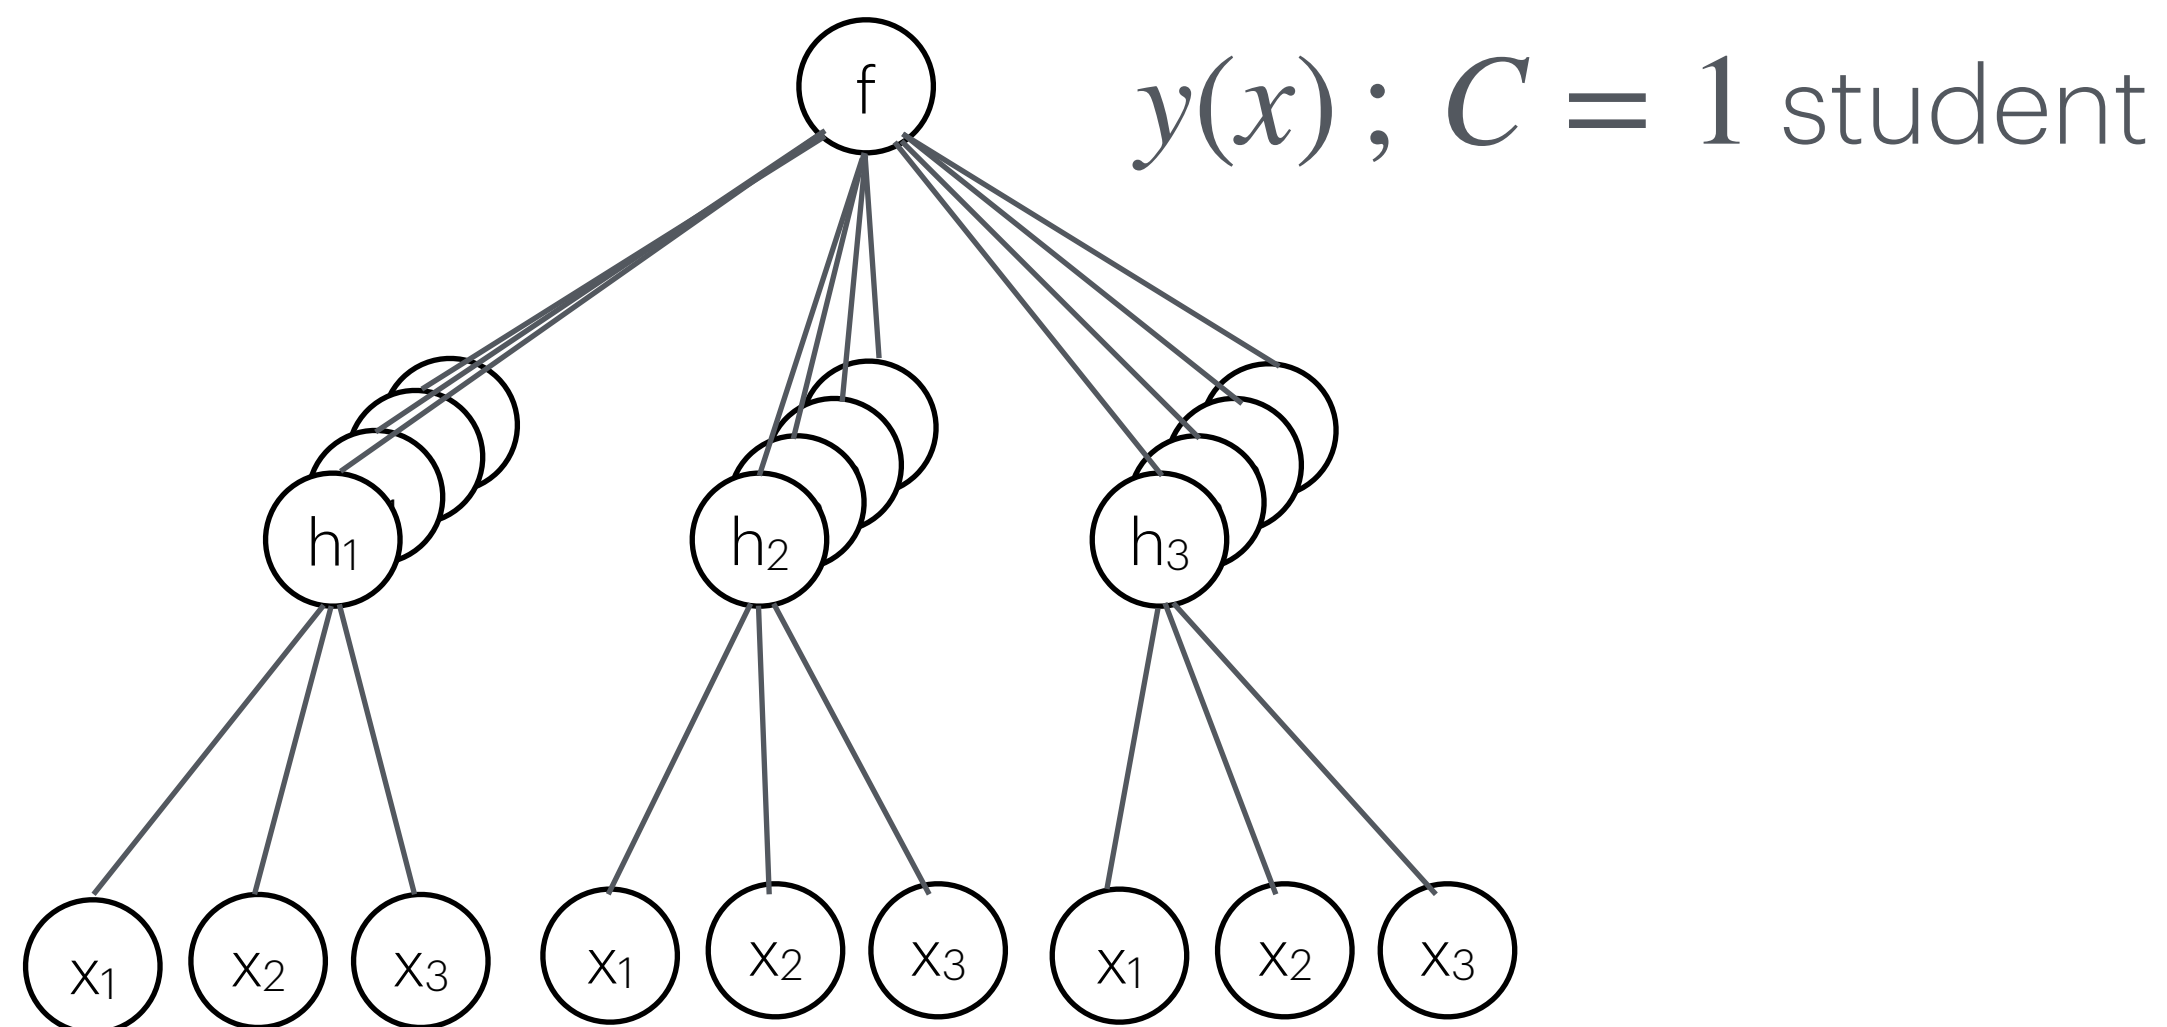 f
y(x) ; C = 1 student
h₁ h₂ h₃
x₁ x₂ x₃ x₁ x₂ x₃ x₁ x₂ x₃